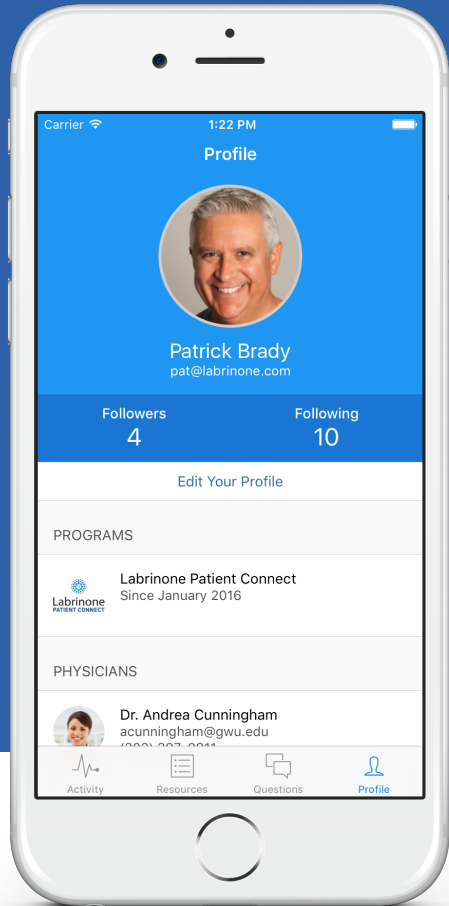 Carrier 1:22 PM
Profile
Patrick Brady
pat@labrinone.com
Followers Following
4 10
Edit Your Profile
PROGRAMS
Labrinone Patient Connect
Since January 2016
Labrinone
PATIENT CONNECT
PHYSICIANS
Dr. Andrea Cunningham
acunningham@gwu.edu
Activity Resources Questions Profile